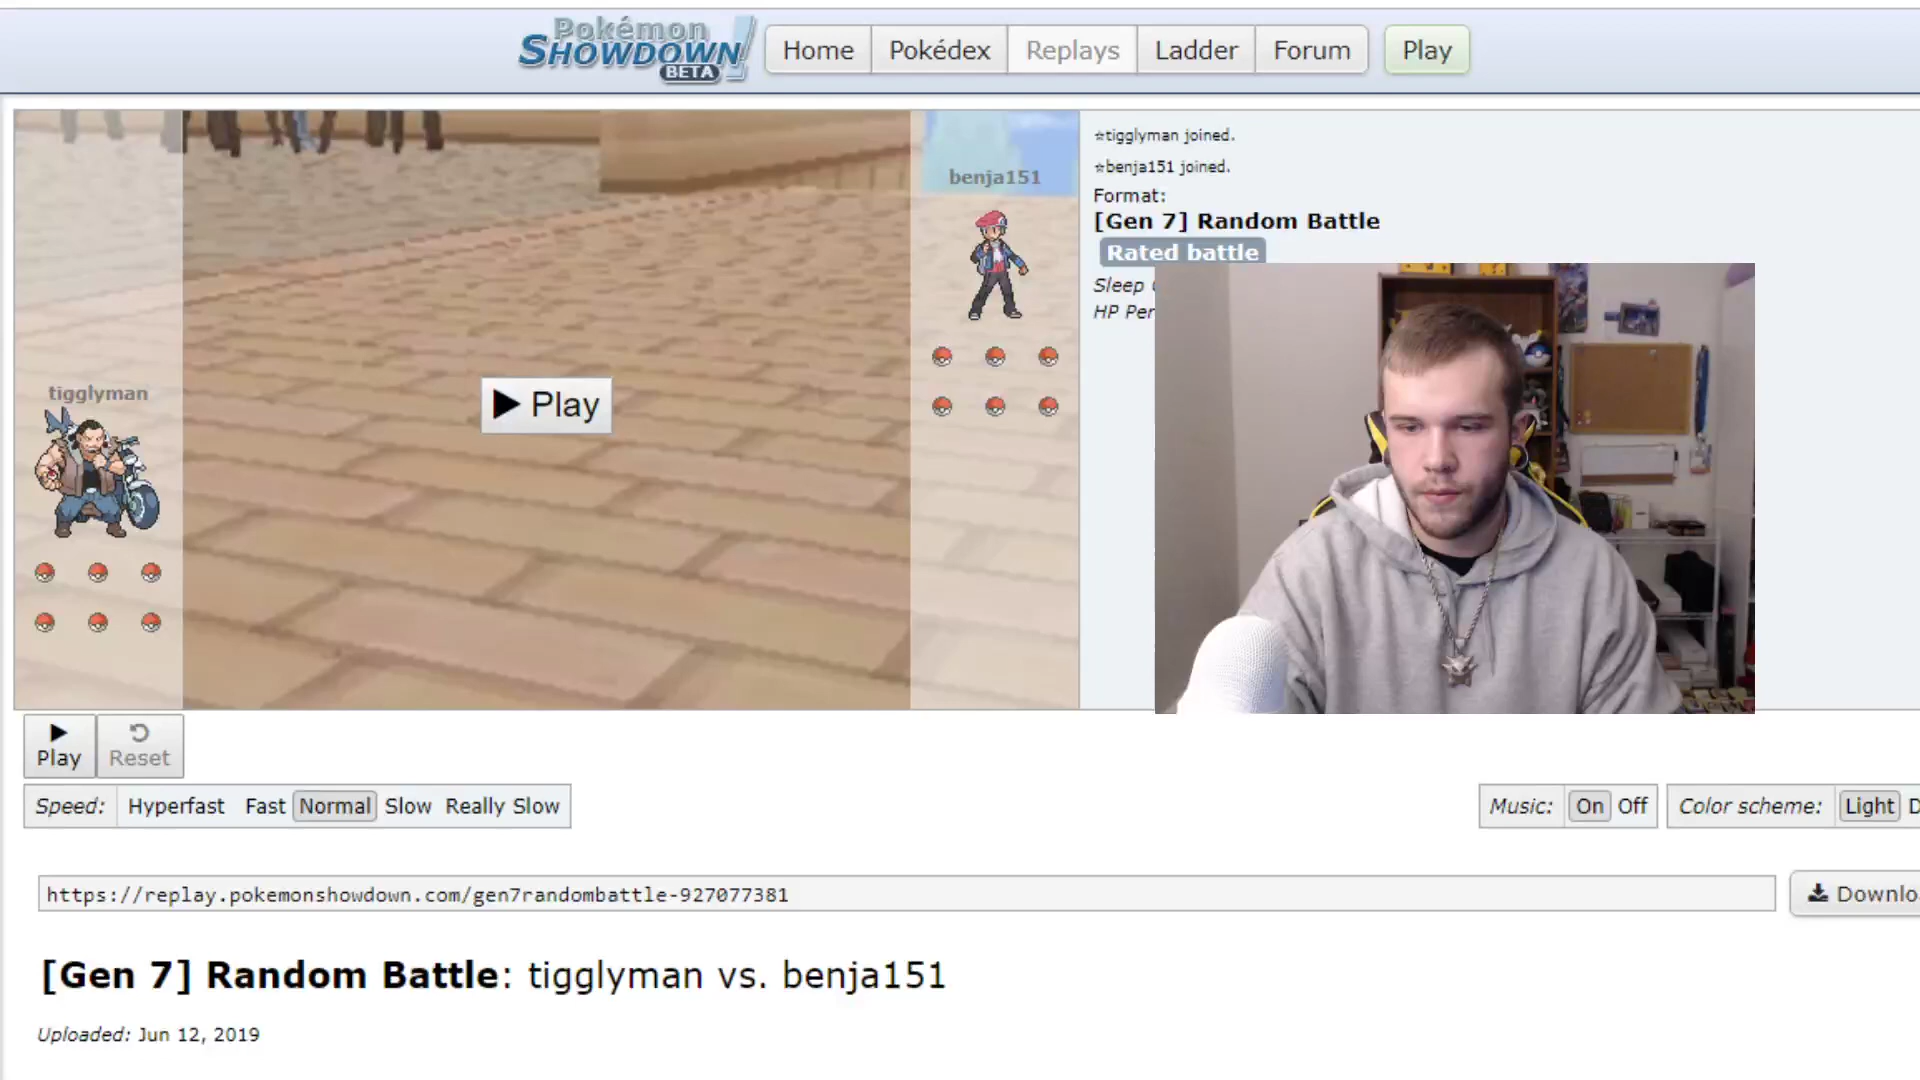 Pokémon
SHOWDOWN!
BETA
Home
Pokédex
Replays
Ladder
Forum
Play
benja151
tigglyman
▶ Play
☆tigglyman joined.
☆benja151 joined.
Format:
[Gen 7] Random Battle
Rated battle
Sleep
HP Per
Play
Reset
Speed: Hyperfast Fast Normal Slow Really Slow
Music: On Off
Color scheme: Light D
https://replay.pokemonshowdown.com/gen7randombattle-927077381
Downlo
[Gen 7] Random Battle: tigglyman vs. benja151
Uploaded: Jun 12, 2019